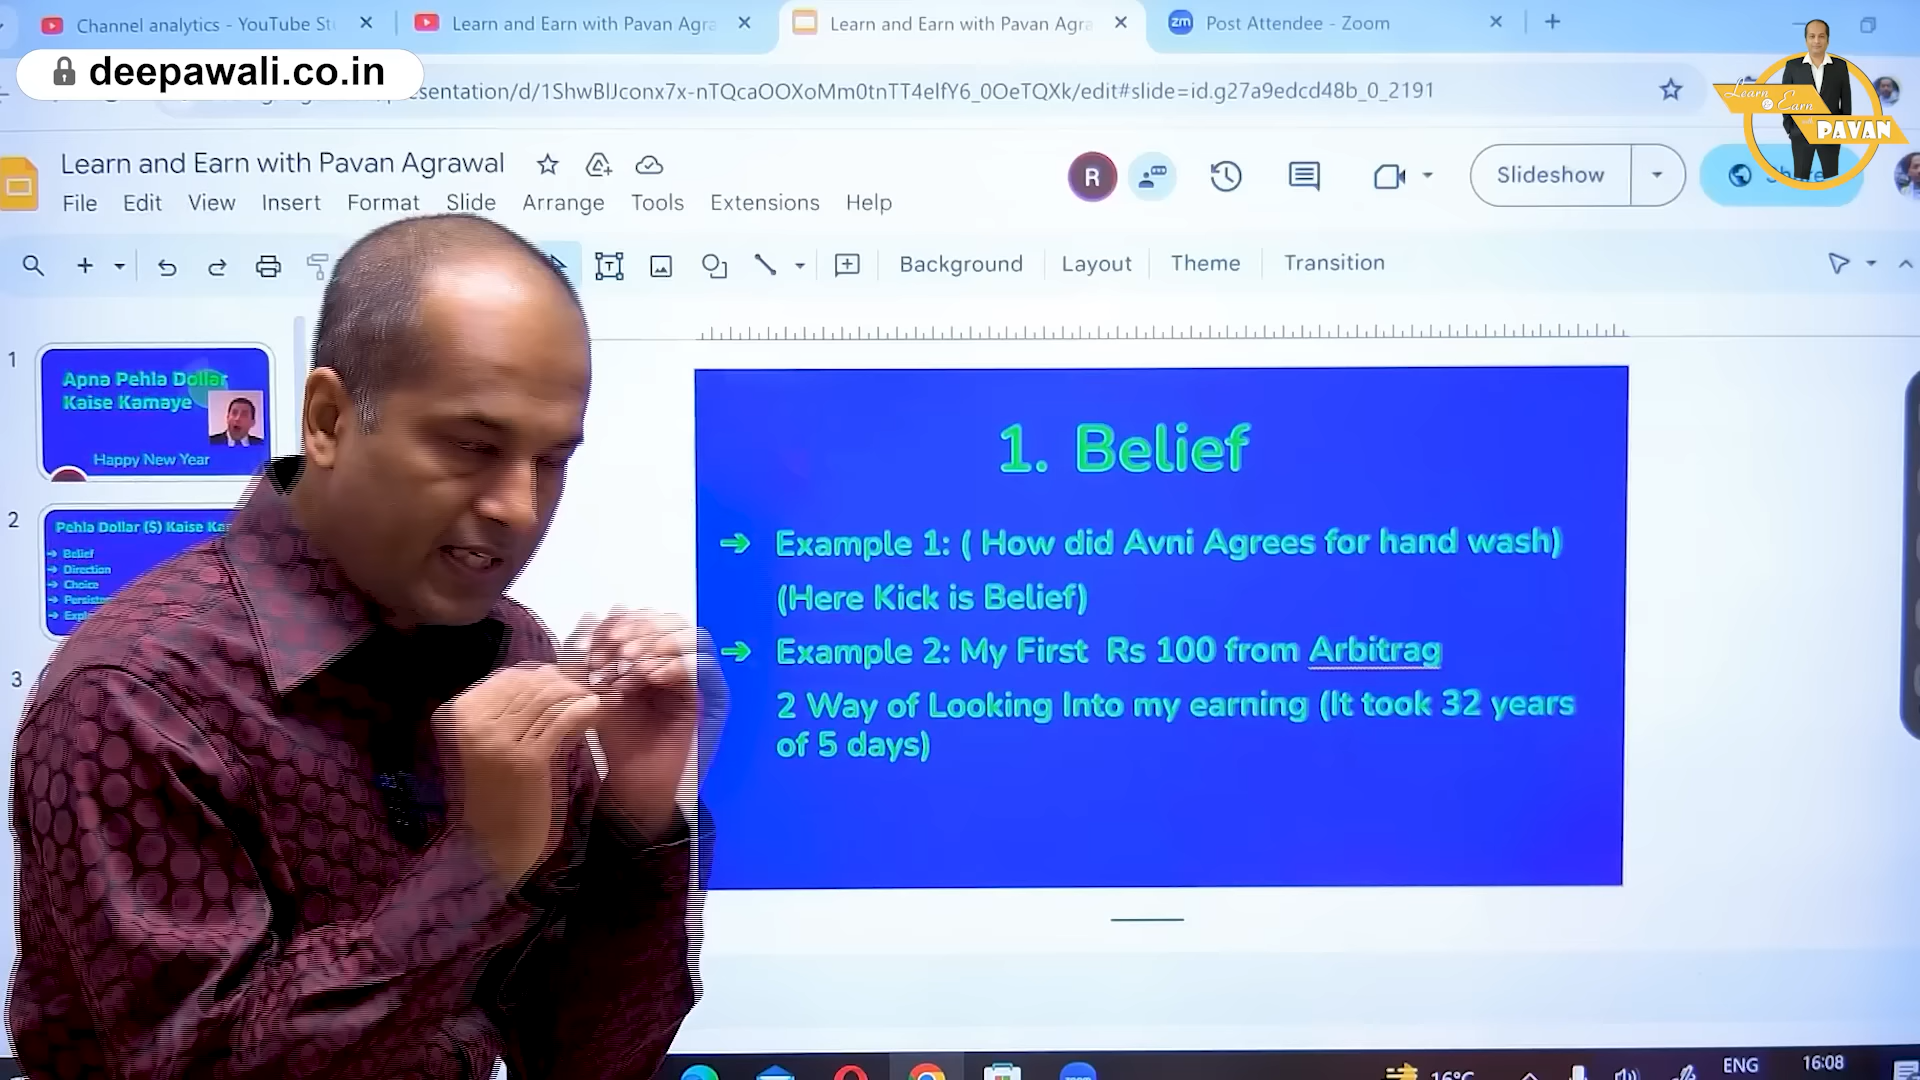 Channel analytics - YouTube St
Learn and Earn with Pavan Agra
Learn and Earn with Pavan Agra
zm Post Attendee - Zoom
deepawali.co.in
esentation/d/1ShwBlJconx7x-nTQcaOOXoMm0tnTT4elfY6_0OeTQXk/edit#slide=id.g27a9edcd48b_0_2191
Learn & Earn
PAVAN
Learn and Earn with Pavan Agrawal
R
Slideshow
File Edit View Insert Format Slide Arrange Tools Extensions Help
Background Layout Theme Transition
1
Apna Pehla Dollar
Kaise Kamaye
Happy New Year
2
Pehla Dollar ($) Kaise
Belief
Direction
Choice
3
1. Belief
➔ Example 1: ( How did Avni Agrees for hand wash)
(Here Kick is Belief)
➔ Example 2: My First Rs 100 from Arbitrag
2 Way of Looking Into my earning (It took 32 years
of 5 days)
16°C
ENG
16:08